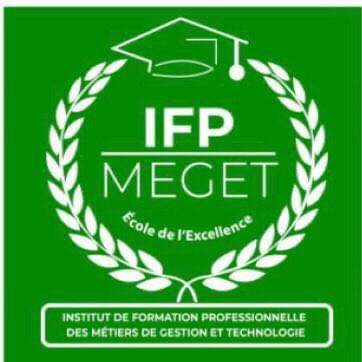 IFP
MEGET
École de l'Excellence
INSTITUT DE FORMATION PROFESSIONNELLE
DES MÉTIERS DE GESTION ET TECHNOLOGIE